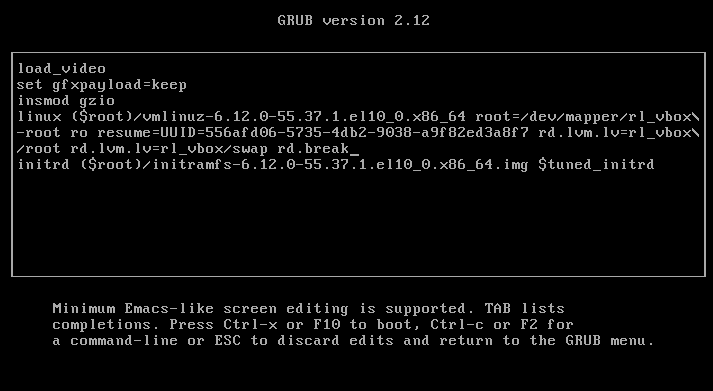 GRUB version 2.12
load_video
set gfxpayload=keep
insmod gzio
linux ($root)/vmlinuz-6.12.0-55.37.1.el10_0.x86_64 root=/dev/mapper/rl_vbox\
-root ro resume=UUID=556afd06-5735-4db2-9038-a9f82ed3a8f7 rd.lvm.lv=rl_vbox\
/root rd.lvm.lv=rl_vbox/swap rd.break_
initrd ($root)/initramfs-6.12.0-55.37.1.el10_0.x86_64.img $tuned_initrd
Minimum Emacs-like screen editing is supported. TAB lists
completions. Press Ctrl-x or F10 to boot, Ctrl-c or F2 for
a command-line or ESC to discard edits and return to the GRUB menu.